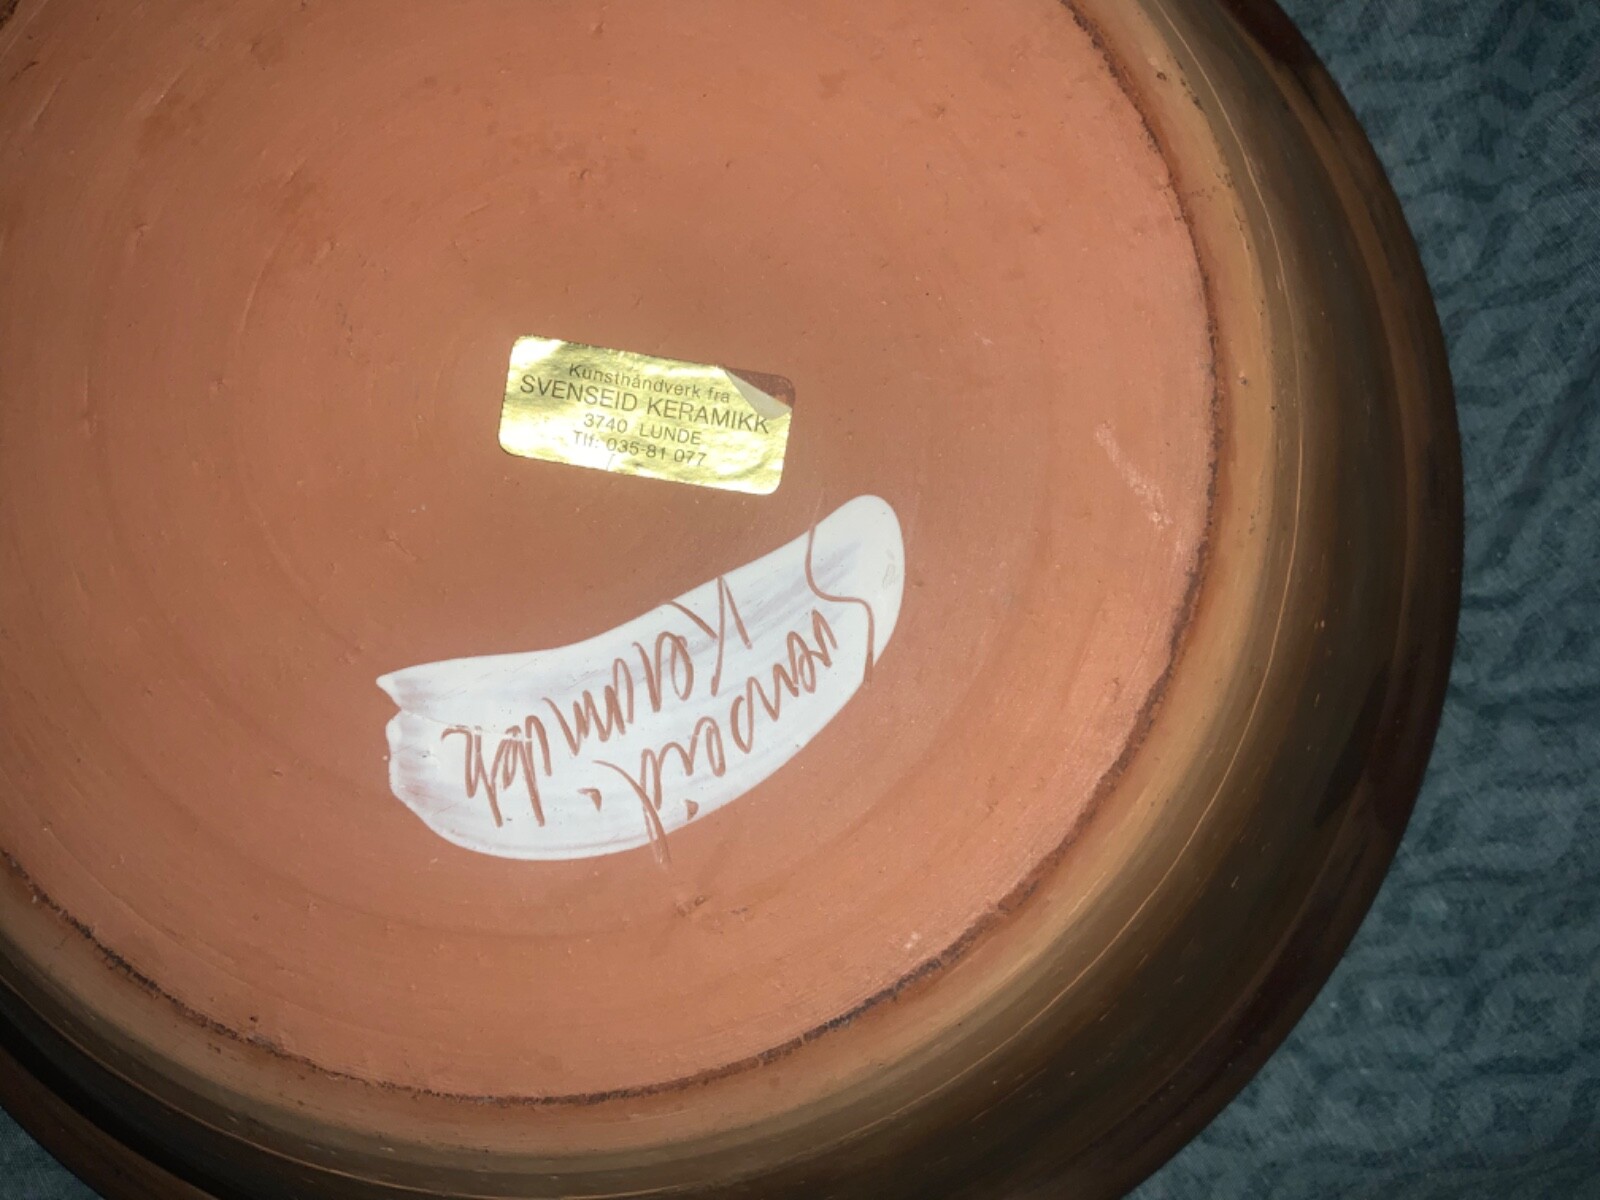 Kunsthåndverk fra
SVENSEID KERAMIKK
3740 LUNDE
Tlf: 035-81 077
Svenseid
Keramikk